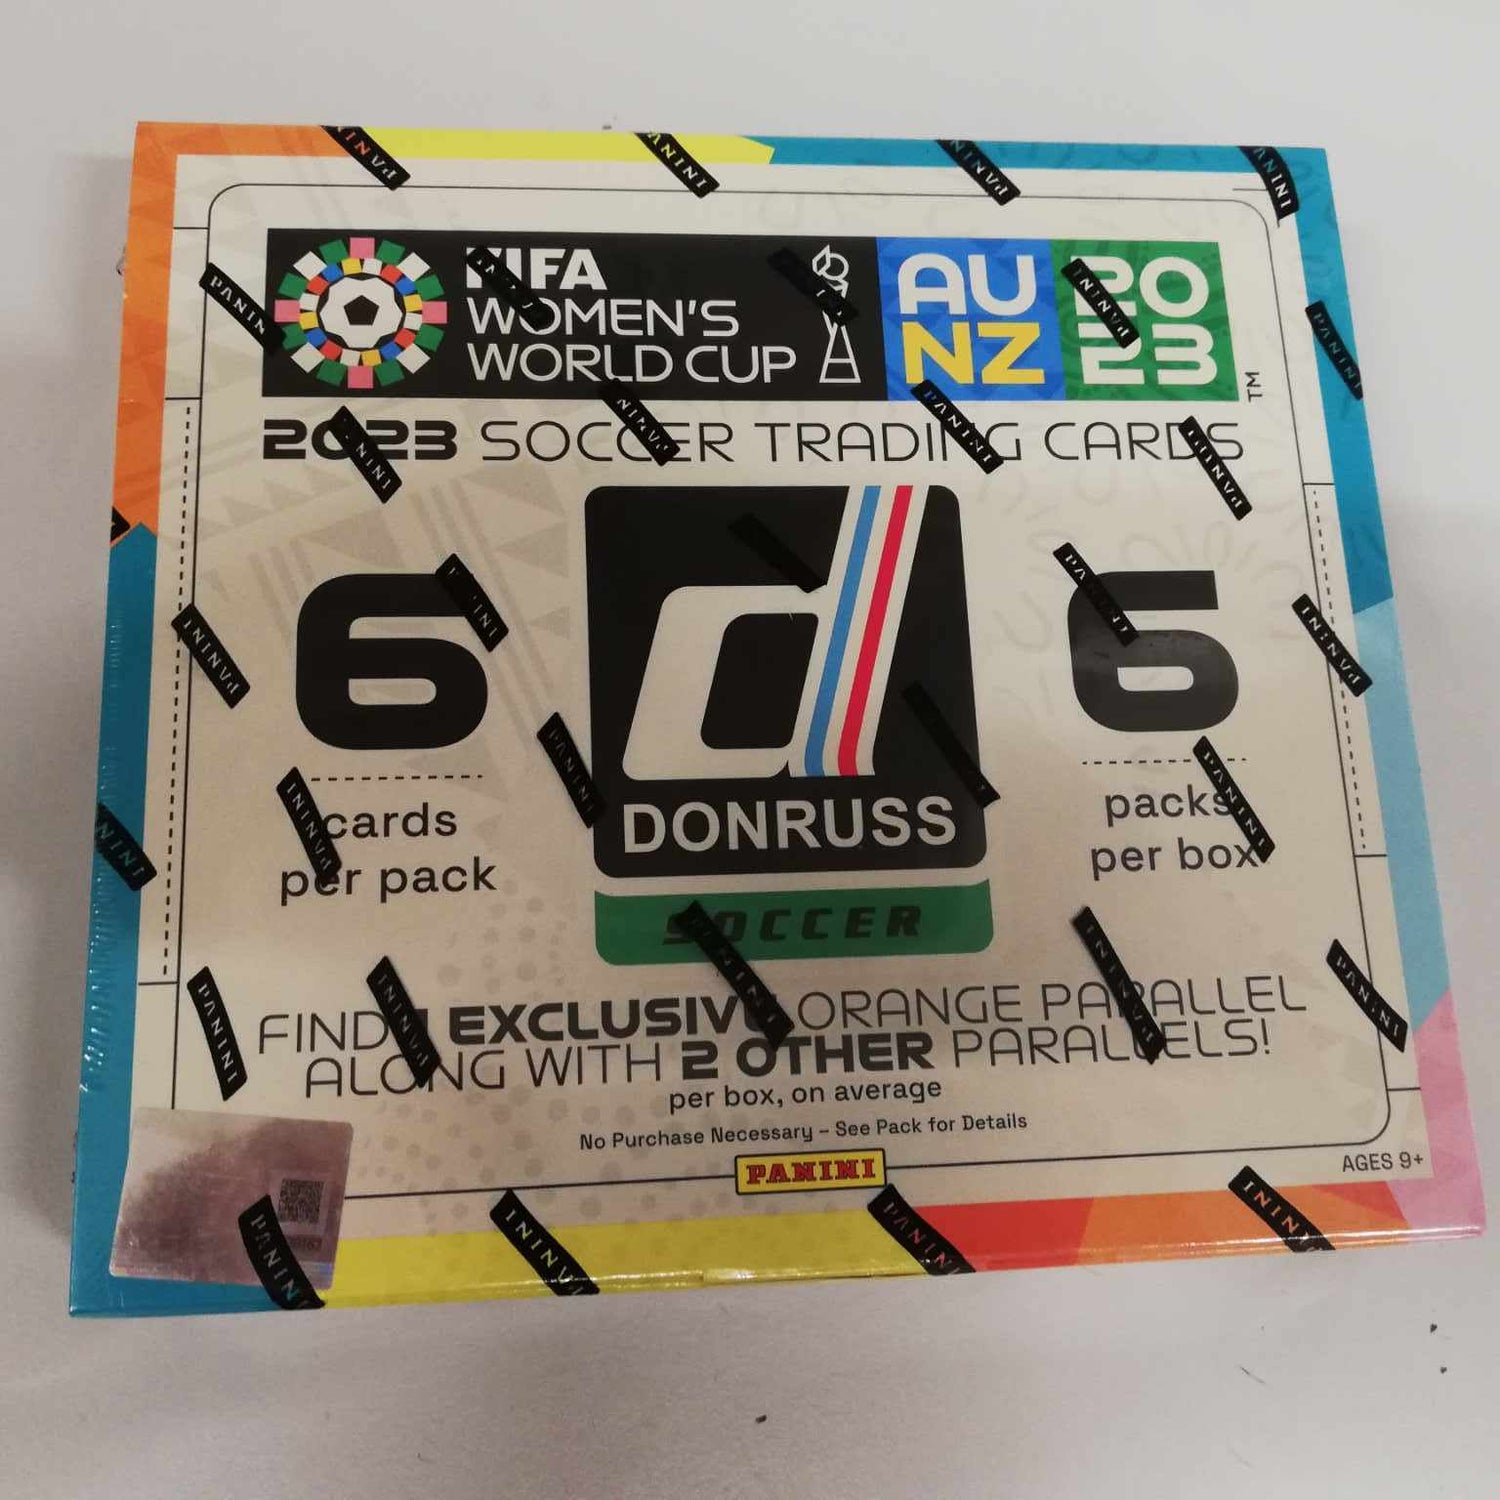 FIFA
WOMEN'S
WORLD CUP
AU
NZ
20
23
TM
2023 SOCCER TRADING CARDS
6
cards
per pack
DONRUSS
SOCCER
6
packs
per box
FIND EXCLUSIVE ORANGE PARALLEL
ALONG WITH 2 OTHER PARALLELS!
per box, on average
No Purchase Necessary – See Pack for Details
PANINI
AGES 9+